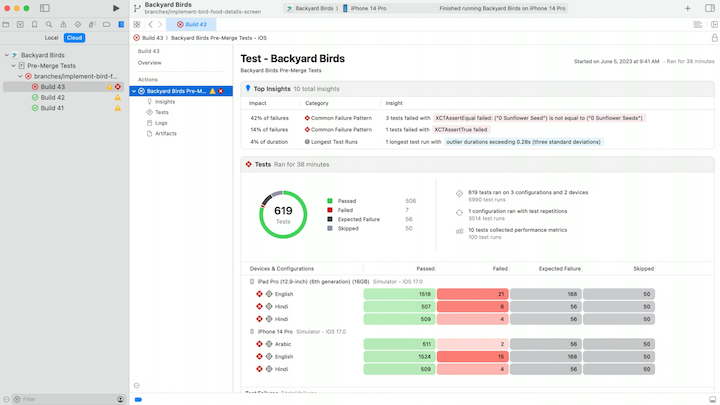 Backyard Birds
branches/implement-bird-food-details-screen
Backyard Birds
iPhone 14 Pro
Finished running Backyard Birds on iPhone 14 Pro
Build 43
Local
Cloud
Build 43
Backyard Birds Pre-Merge Tests - iOS
Backyard Birds
Pre-Merge Tests
branches/implement-bird-f...
Build 43
Build 42
Build 41
Build 43
Overview
Actions
Backyard Birds Pre-M...
Insights
Tests
Logs
Artifacts
Test - Backyard Birds
Backyard Birds Pre-Merge Tests
Started on June 5, 2023 at 9:41 AM · Ran for 38 minutes
Top Insights 10 total insights
Impact Category Insight
42% of failures Common Failure Pattern 3 tests failed with XCTAssertEqual failed: ("0 Sunflower Seed") is not equal to ("0 Sunflower Seeds")
14% of failures Common Failure Pattern 1 tests failed with XCTAssertTrue failed
4% of duration Longest Test Runs 1 longest test run with outlier durations exceeding 0.28s (three standard deviations)
Tests Ran for 38 minutes
619
Tests
Passed 506
Failed 7
Expected Failure 56
Skipped 50
619 tests ran on 3 configurations and 2 devices
5990 test runs
1 configuration ran with test repetitions
3514 test runs
10 tests collected performance metrics
100 test runs
Devices & Configurations Passed Failed Expected Failure Skipped
iPad Pro (12.9-inch) (6th generation) (16GB) Simulator - iOS 17.0
English 1518 21 168 50
Hindi 507 6 56 50
Hindi 509 4 56 50
iPhone 14 Pro Simulator - iOS 17.0
Arabic 511 2 56 50
English 1524 15 168 50
Hindi 509 4 56 50
Filter